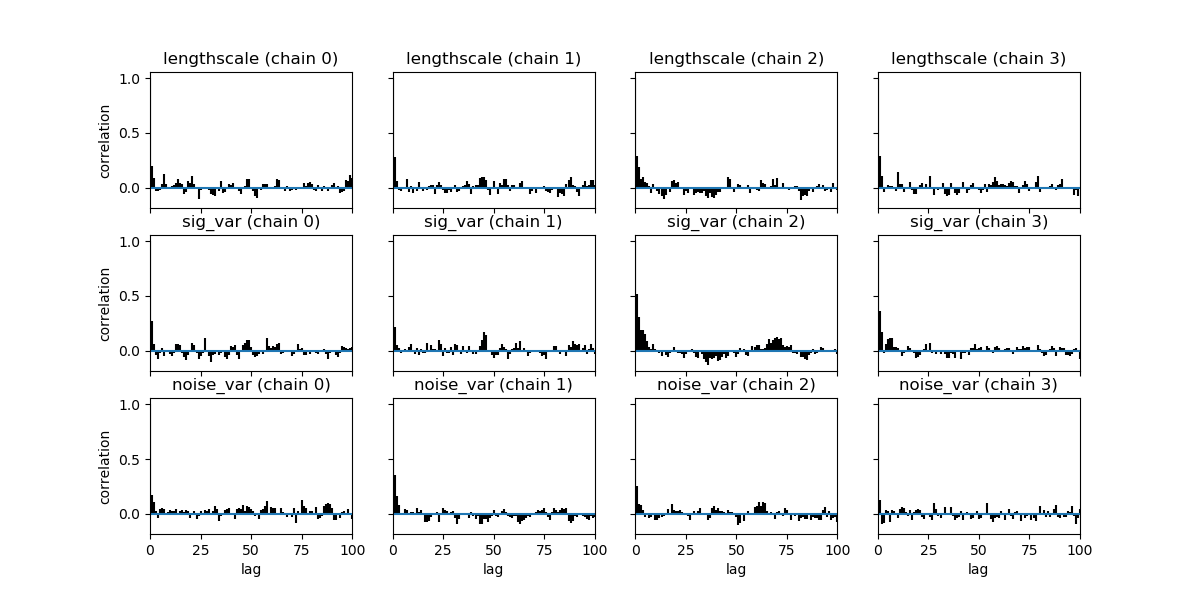 lengthscale (chain 0) lengthscale (chain 1) lengthscale (chain 2) lengthscale (chain 3)
1.0
0.5
0.0
correlation
sig_var (chain 0) sig_var (chain 1) sig_var (chain 2) sig_var (chain 3)
1.0
0.5
0.0
correlation
noise_var (chain 0) noise_var (chain 1) noise_var (chain 2) noise_var (chain 3)
1.0
0.5
0.0
correlation
0 25 50 75 100 0 25 50 75 100 0 25 50 75 100 0 25 50 75 100
lag lag lag lag